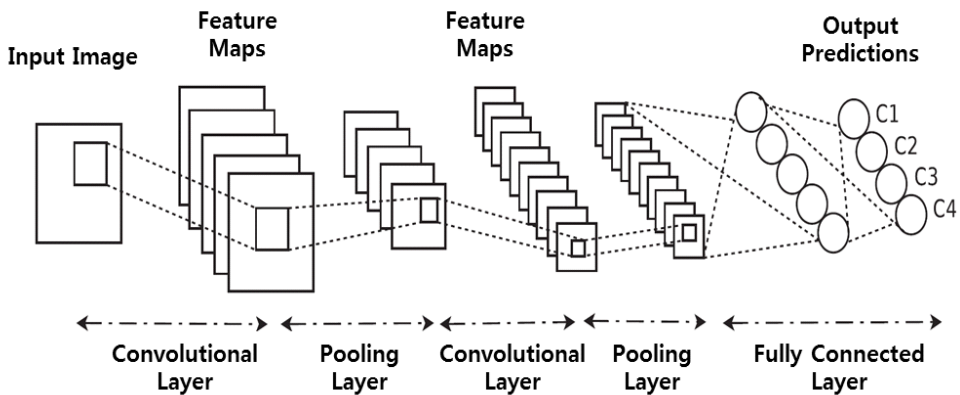 Input Image
Feature
Maps
Feature
Maps
Output
Predictions
C1
C2
C3
C4
Convolutional
Layer
Pooling
Layer
Convolutional
Layer
Pooling
Layer
Fully Connected
Layer